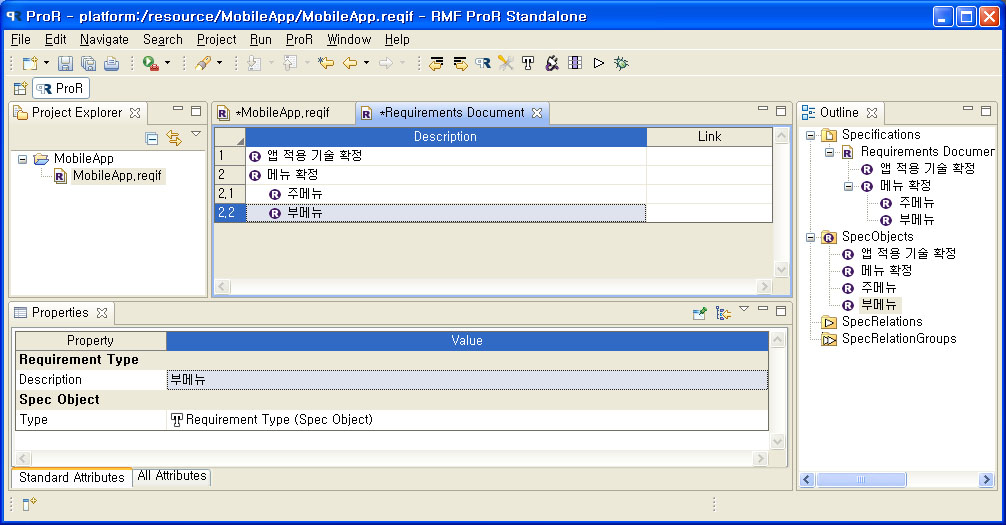 ProR - platform:/resource/MobileApp/MobileApp.reqif - RMF ProR Standalone
File Edit Navigate Search Project Run ProR Window Help
ProR
Project Explorer
MobileApp
MobileApp.reqif
*MobileApp.reqif
*Requirements Document
Description Link
1 앱 적용 기술 확정
2 메뉴 확정
2.1 주메뉴
2.2 부메뉴
Outline
Specifications
Requirements Documen
앱 적용 기술 확정
메뉴 확정
주메뉴
부메뉴
SpecObjects
앱 적용 기술 확정
메뉴 확정
주메뉴
부메뉴
SpecRelations
SpecRelationGroups
Properties
Property Value
Requirement Type
Description 부메뉴
Spec Object
Type Requirement Type (Spec Object)
Standard Attributes All Attributes